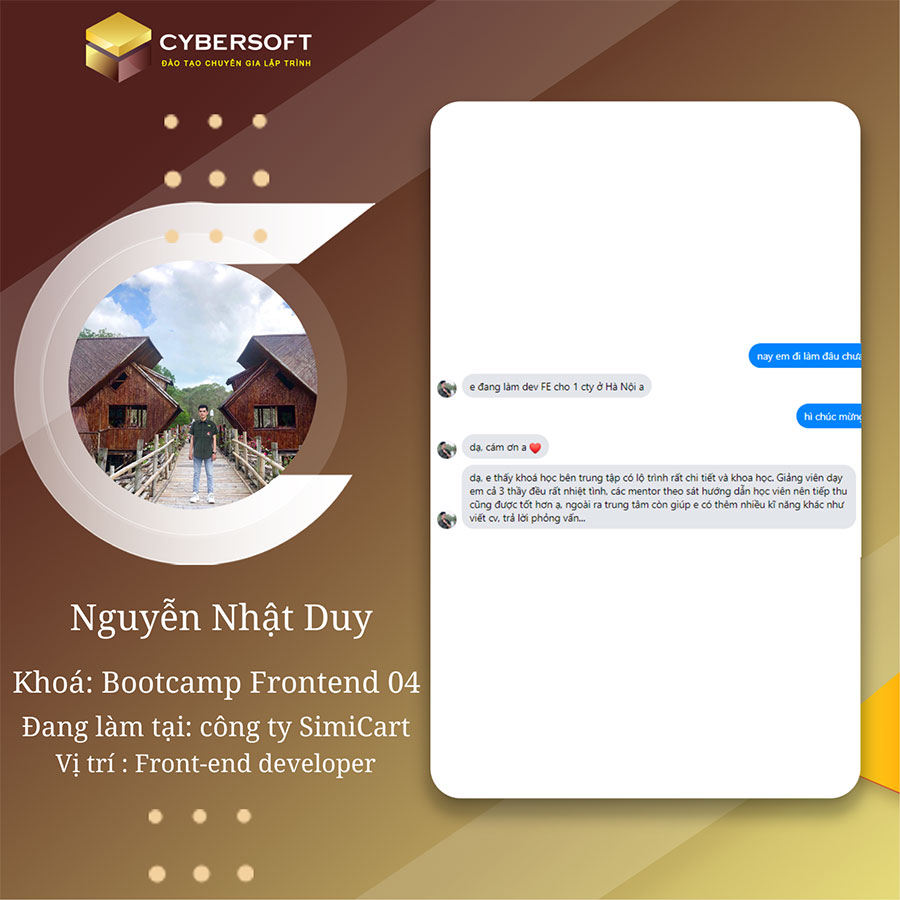 CYBERSOFT
ĐÀO TẠO CHUYÊN GIA LẬP TRÌNH
nay em đi làm đâu chưa
e đang làm dev FE cho 1 cty ở Hà Nội a
hì chúc mừng
dạ, cám ơn a ❤️
dạ. e thấy khoá học bên trung tập có lộ trình rất chi tiết và khoa học. Giảng viên dạy
em cả 3 thầy đều rất nhiệt tình, các mentor theo sát hướng dẫn học viên nên tiếp thu
cũng được tốt hơn ạ, ngoài ra trung tâm còn giúp e có thêm nhiều kĩ năng khác như
viết cv, trả lời phỏng vấn...
Nguyễn Nhật Duy
Khoá: Bootcamp Frontend 04
Đang làm tại: công ty SimiCart
Vị trí : Front-end developer